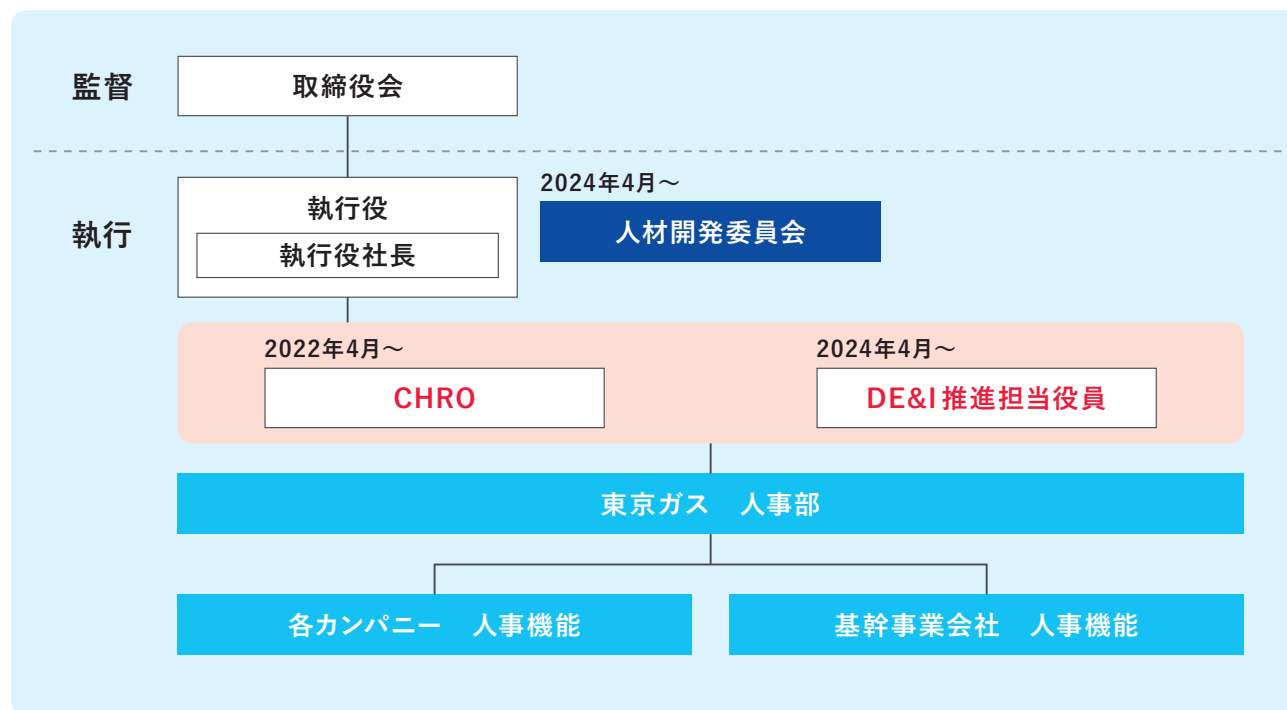 監督
取締役会
執行
執行役
執行役社長
2024年4月～
人材開発委員会
2022年4月～
CHRO
2024年4月～
DE&I推進担当役員
東京ガス　人事部
各カンパニー　人事機能
基幹事業会社　人事機能